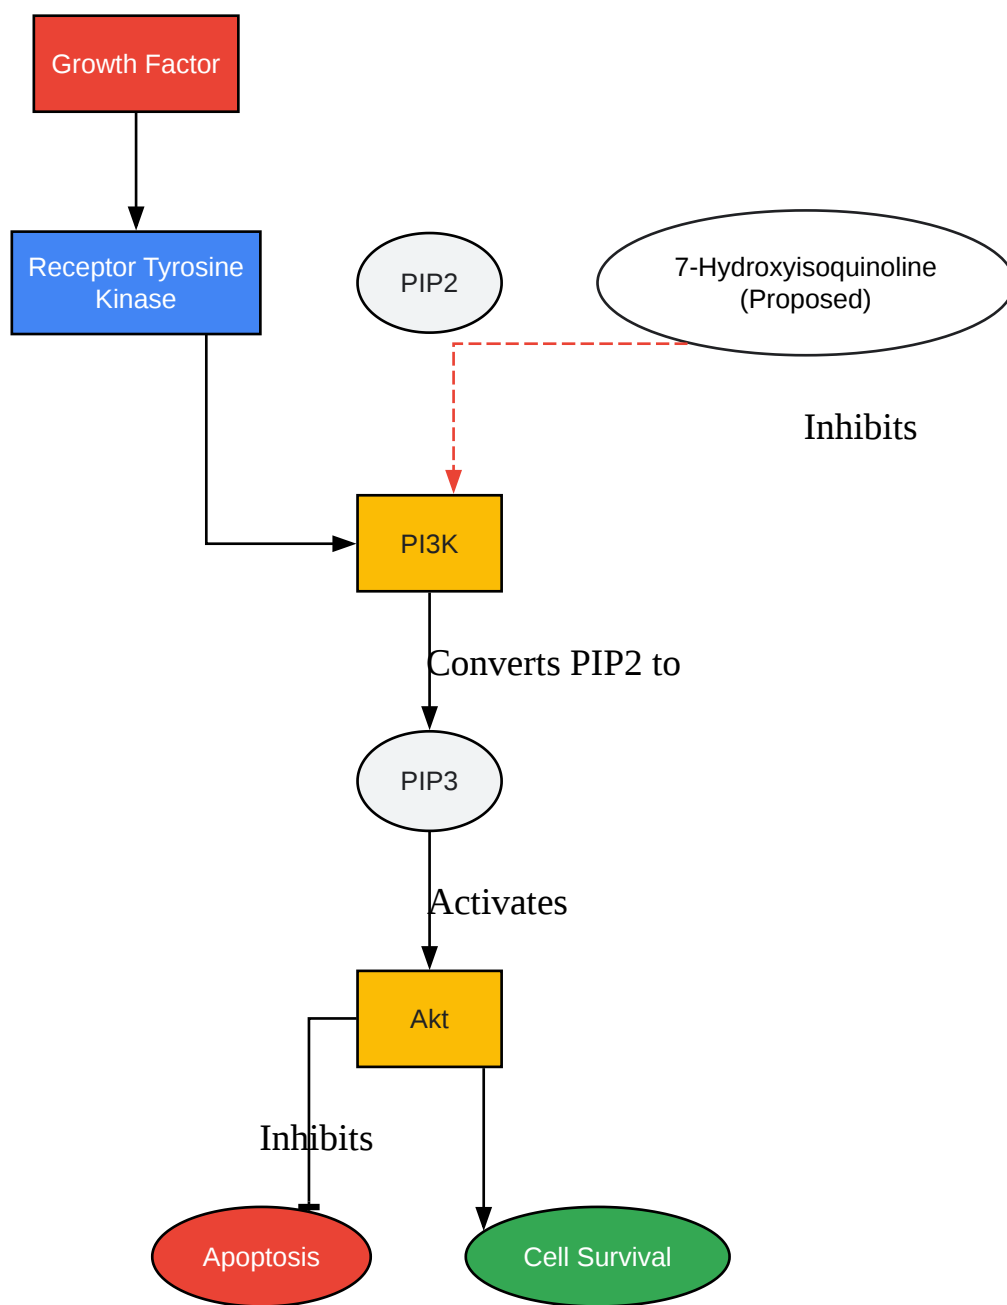 Growth Factor
Receptor Tyrosine
Kinase
PIP2
7-Hydroxyisoquinoline
(Proposed)
Inhibits
PI3K
Converts PIP2 to
PIP3
Activates
Akt
Inhibits
Apoptosis
Cell Survival